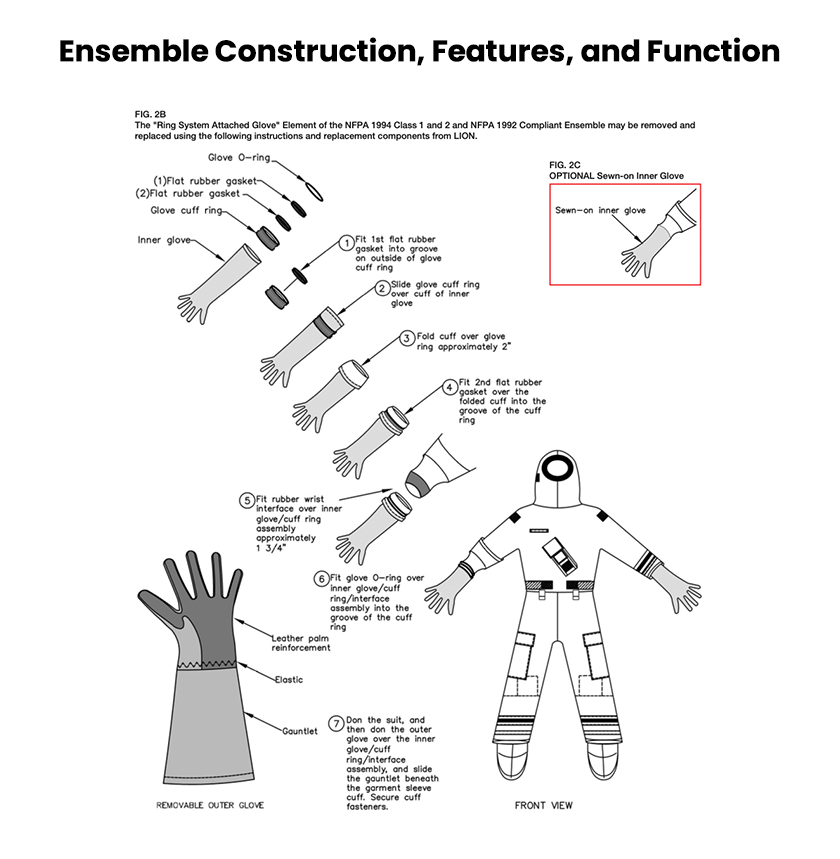 Ensemble Construction, Features, and Function
FIG. 2B
The "Ring System Attached Glove" Element of the NFPA 1994 Class 1 and 2 and NFPA 1992 Compliant Ensemble may be removed and
replaced using the following instructions and replacement components from LION.
FIG. 2C
OPTIONAL Sewn-on Inner Glove
Sewn-on inner glove
Glove O-ring
(1)Flat rubber gasket
(2)Flat rubber gasket
Glove cuff ring
Inner glove
1 Fit 1st flat rubber
gasket into groove
on outside of glove
cuff ring
2 Slide glove cuff ring
over cuff of inner
glove
3 Fold cuff over glove
ring approximately 2"
4 Fit 2nd flat rubber
gasket over the
folded cuff into the
groove of the cuff
ring
5 Fit rubber wrist
interface over inner
glove/cuff ring
assembly
approximately
1 3/4"
6 Fit glove O-ring over
inner glove/cuff
ring/interface
assembly into the
groove of the cuff
ring
Leather palm
reinforcement
Elastic
Gauntlet
7 Don the suit, and
then don the outer
glove over the inner
glove/cuff
ring/interface
assembly, and slide
the gauntlet beneath
the garment sleeve
cuff. Secure cuff
fasteners.
REMOVABLE OUTER GLOVE
FRONT VIEW